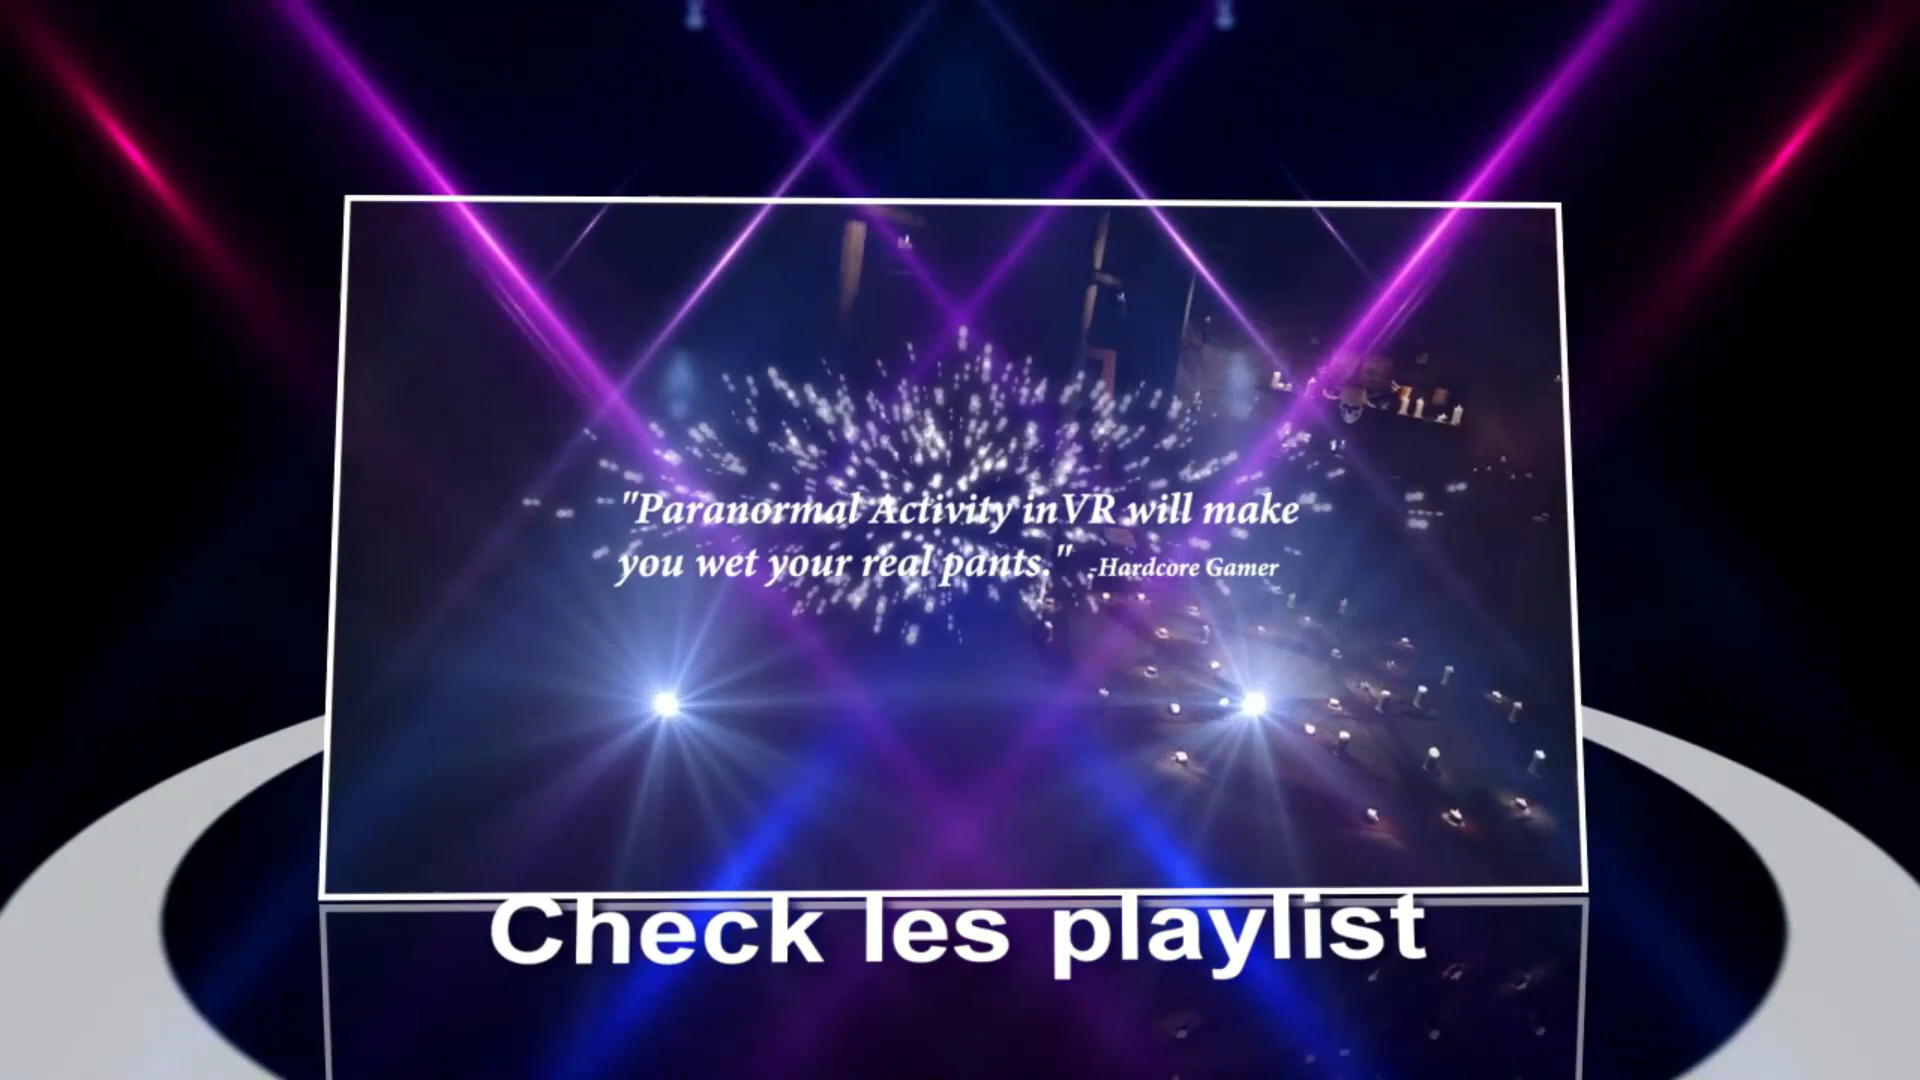 "Paranormal Activity inVR will make
you wet your real pants." -Hardcore Gamer
Check les playlist